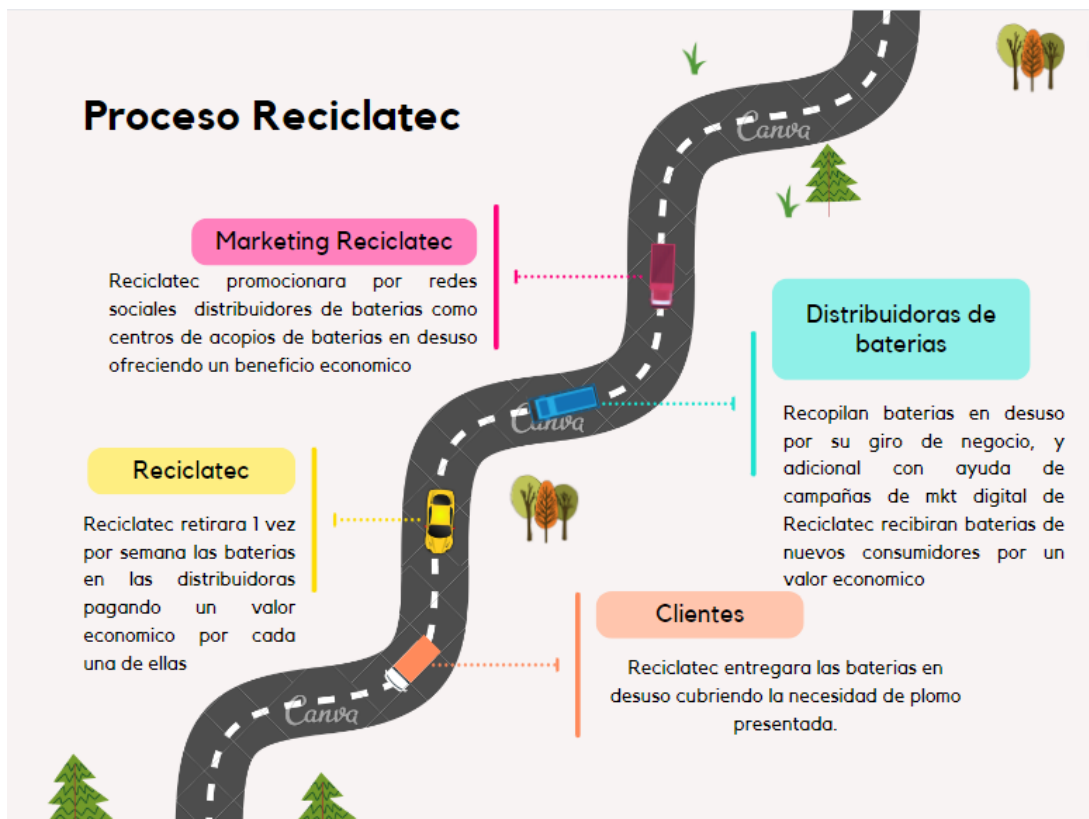 Proceso Reciclatec
Marketing Reciclatec
Reciclatec promocionara por redes
sociales distribuidores de baterias como
centros de acopios de baterias en desuso
ofreciendo un beneficio economico
Distribuidoras de
baterias
Recopilan baterias en desuso
por su giro de negocio, y
adicional con ayuda de
campañas de mkt digital de
Reciclatec recibiran baterias de
nuevos consumidores por un
valor economico
Reciclatec
Reciclatec retirara 1 vez
por semana las baterias
en las distribuidoras
pagando un valor
economico por cada
una de ellas
Clientes
Reciclatec entregara las baterias en
desuso cubriendo la necesidad de plomo
presentada.
Canva
Canva
Canva